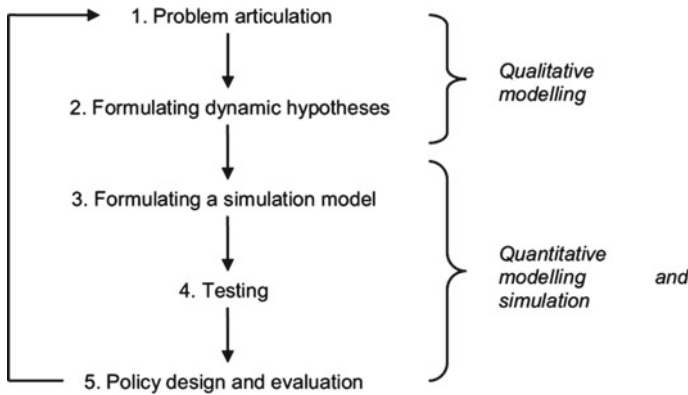 1. Problem articulation
2. Formulating dynamic hypotheses
3. Formulating a simulation model
4. Testing
5. Policy design and evaluation
Qualitative
modelling
Quantitative
modelling and
simulation